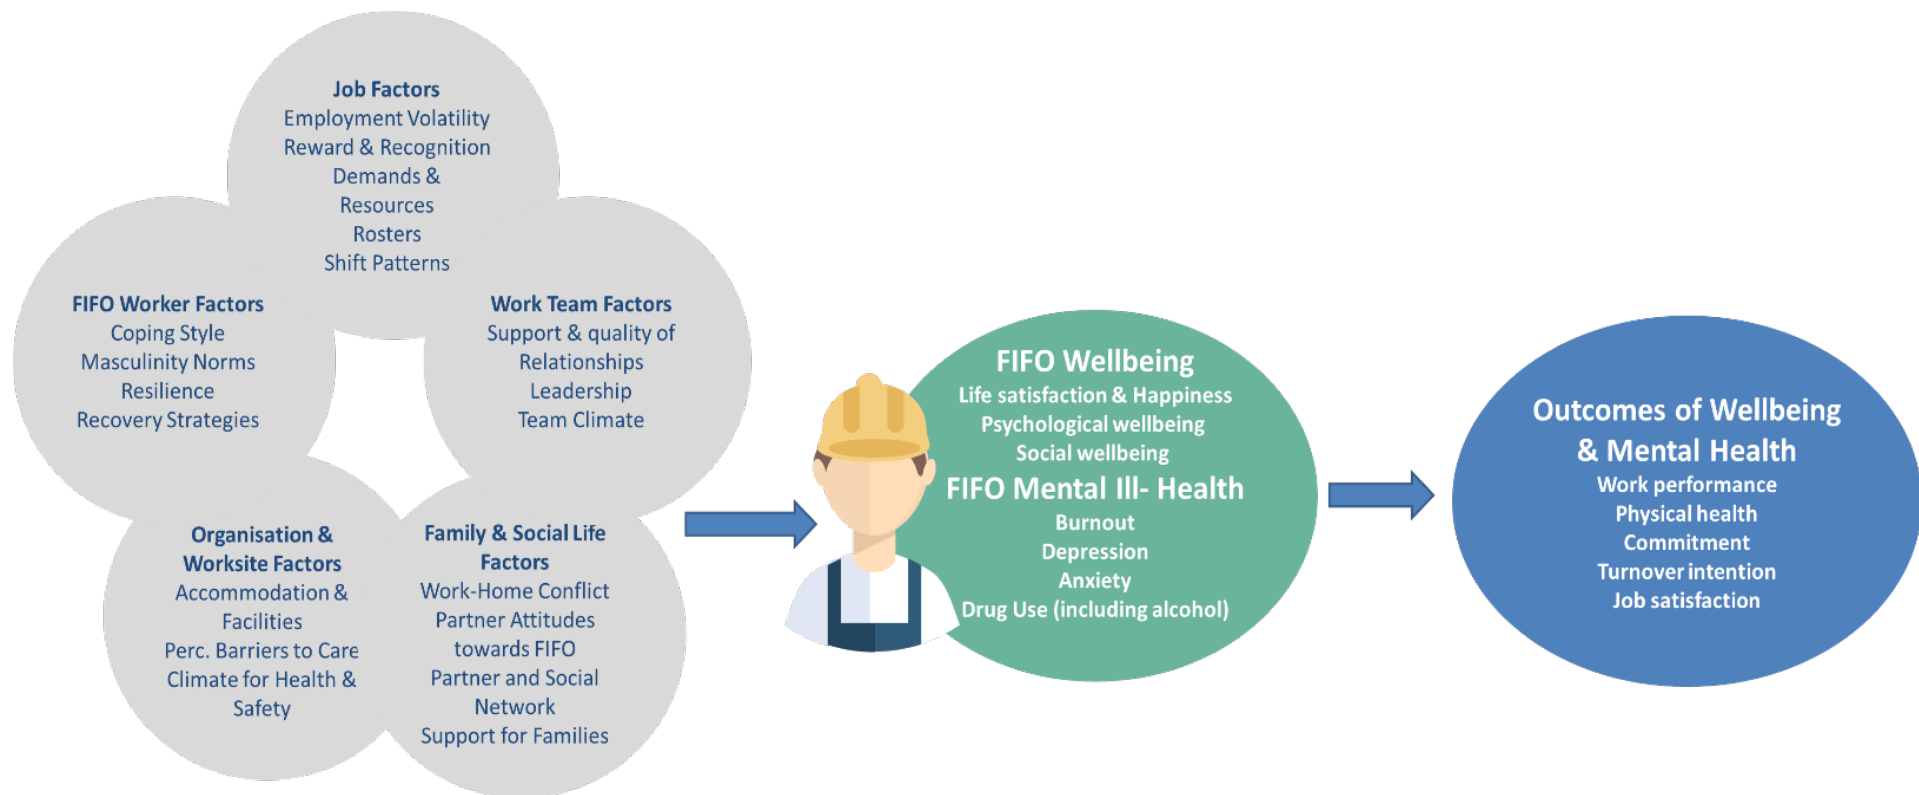 Job Factors
Employment Volatility
Reward & Recognition
Demands &
Resources
Rosters
Shift Patterns
FIFO Worker Factors
Coping Style
Masculinity Norms
Resilience
Recovery Strategies
Work Team Factors
Support & quality of
Relationships
Leadership
Team Climate
Organisation &
Worksite Factors
Accommodation &
Facilities
Perc. Barriers to Care
Climate for Health &
Safety
Family & Social Life
Factors
Work-Home Conflict
Partner Attitudes
towards FIFO
Partner and Social
Network
Support for Families
FIFO Wellbeing
Life satisfaction & Happiness
Psychological wellbeing
Social wellbeing
FIFO Mental Ill- Health
Burnout
Depression
Anxiety
Drug Use (including alcohol)
Outcomes of Wellbeing
& Mental Health
Work performance
Physical health
Commitment
Turnover intention
Job satisfaction